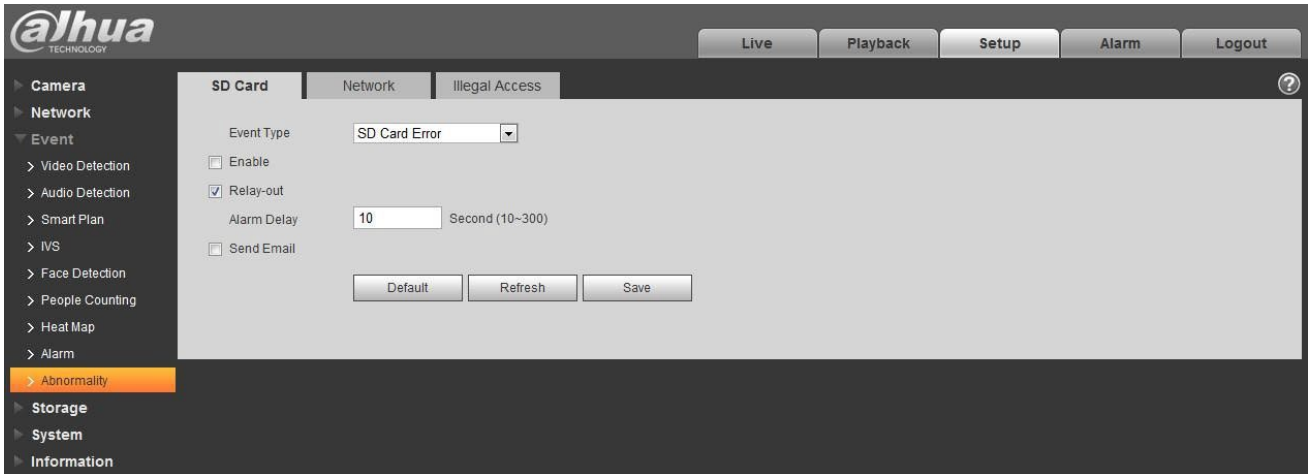 alhua
TECHNOLOGY
Live Playback Setup Alarm Logout
Camera
Network
Event
Video Detection
Audio Detection
Smart Plan
IVS
Face Detection
People Counting
Heat Map
Alarm
Abnormality
Storage
System
Information
SD Card Network Illegal Access ?
Event Type SD Card Error
Enable
Relay-out
Alarm Delay 10 Second (10~300)
Send Email
Default Refresh Save